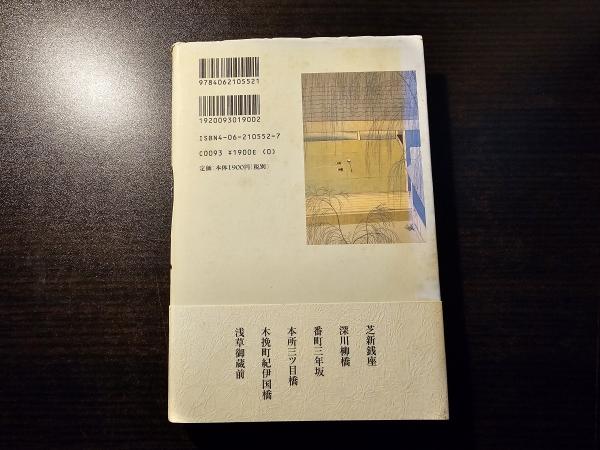 9784062105521
1920093019002
ISBN4-06-210552-7
C0093 ¥1900E (0)
定価:本体1900円(税別)
芝新銭座
深川柳橋
番町三年坂
本所三ツ目橋
木挽町紀伊国橋
浅草御蔵前